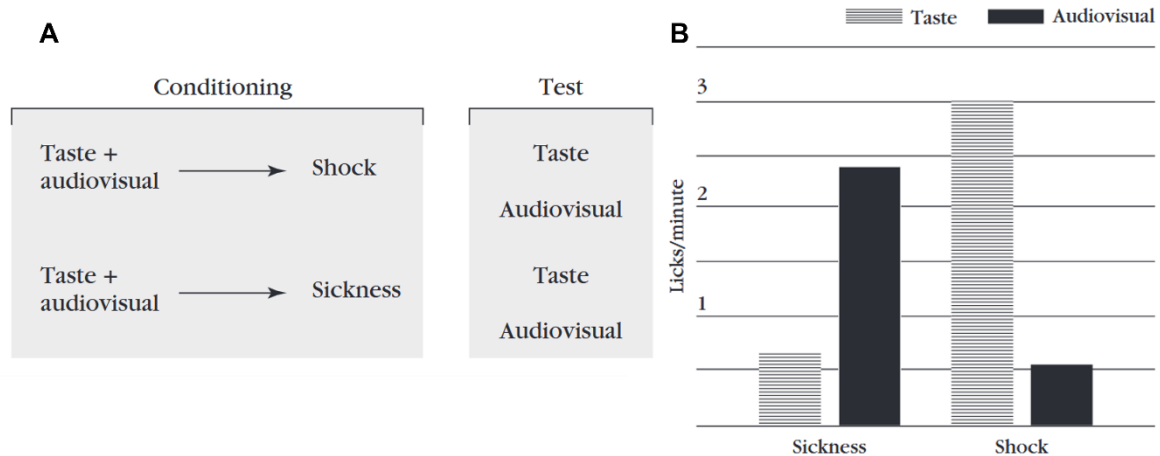 A
Conditioning
Test
Taste +
audiovisual
Shock
Taste
Audiovisual
Taste +
audiovisual
Sickness
Taste
Audiovisual
B
Taste
Audiovisual
3
2
1
Licks/minute
Sickness
Shock